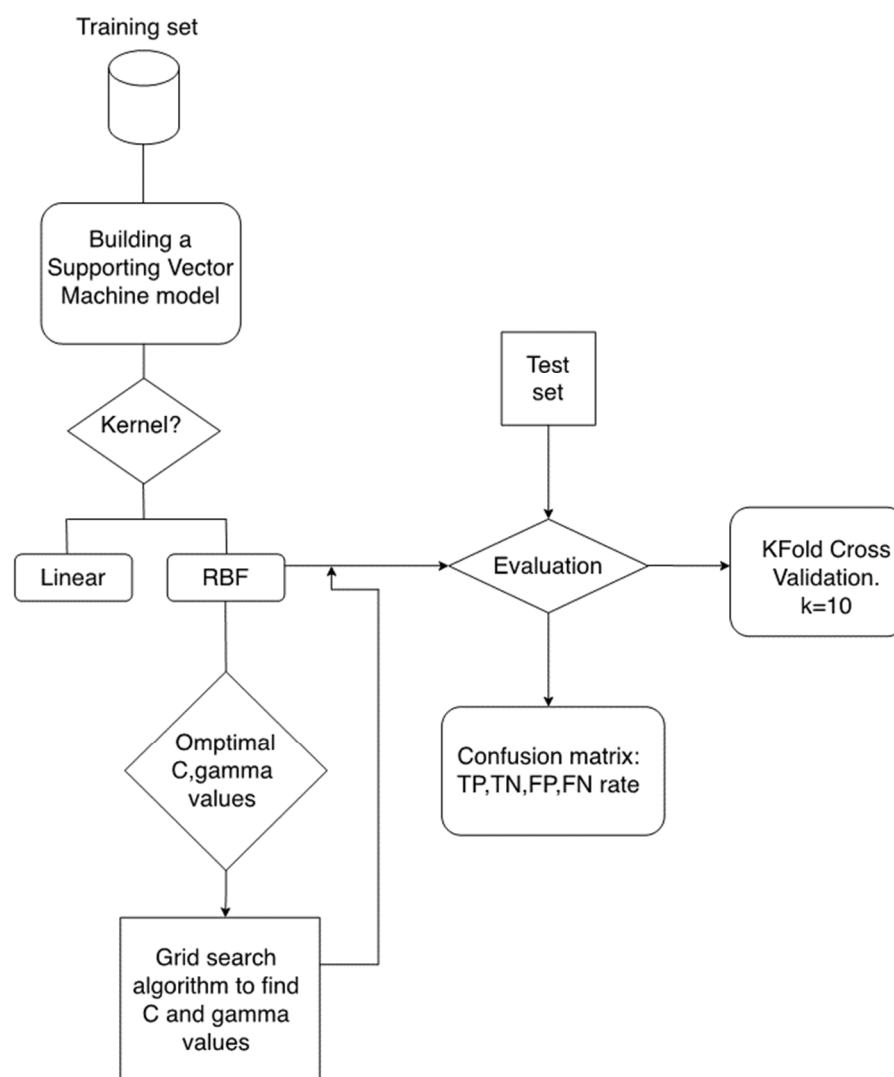 Training set
Building a
Supporting Vector
Machine model
Kernel?
Linear
RBF
Omptimal
C,gamma
values
Grid search
algorithm to find
C and gamma
values
Test
set
Evaluation
KFold Cross
Validation.
k=10
Confusion matrix:
TP,TN,FP,FN rate